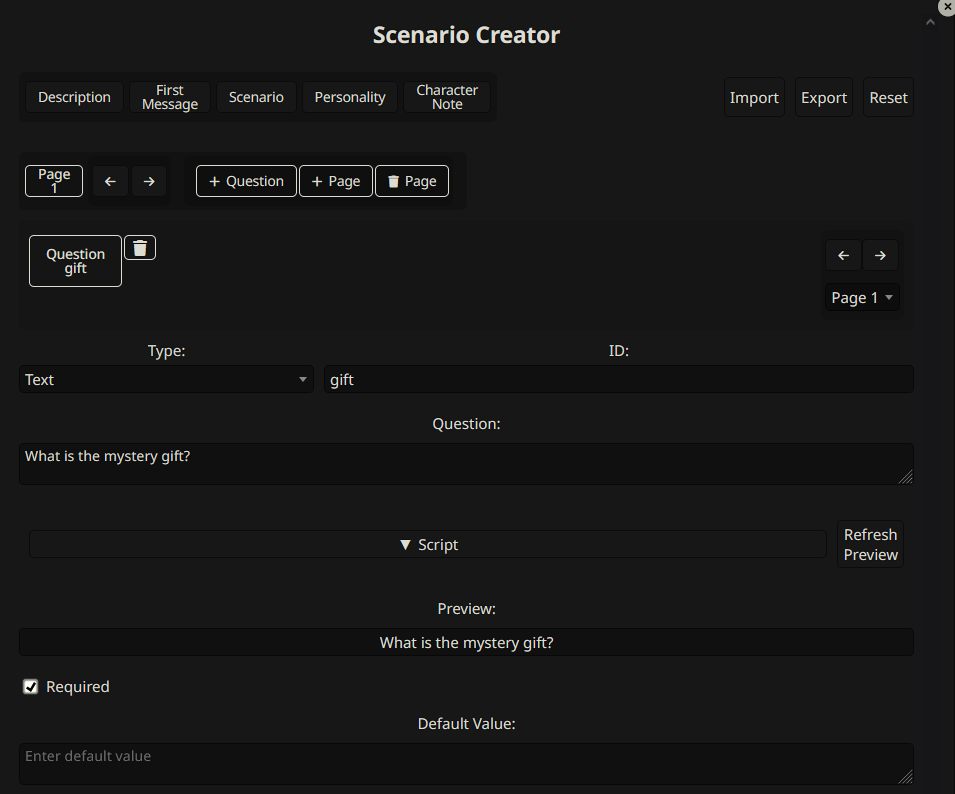 Scenario Creator
Description
First
Message
Scenario
Personality
Character
Note
Import
Export
Reset
Page
1
← →
+ Question
+ Page
Page
Question
gift
← →
Page 1
Type:
ID:
Text
gift
Question:
What is the mystery gift?
▼ Script
Refresh
Preview
Preview:
What is the mystery gift?
Required
Default Value:
Enter default value